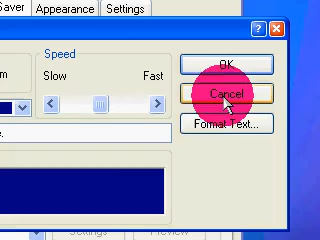 Saver Appearance Settings
Speed
Slow Fast
OK
Cancel
Format Text...
Settings Preview